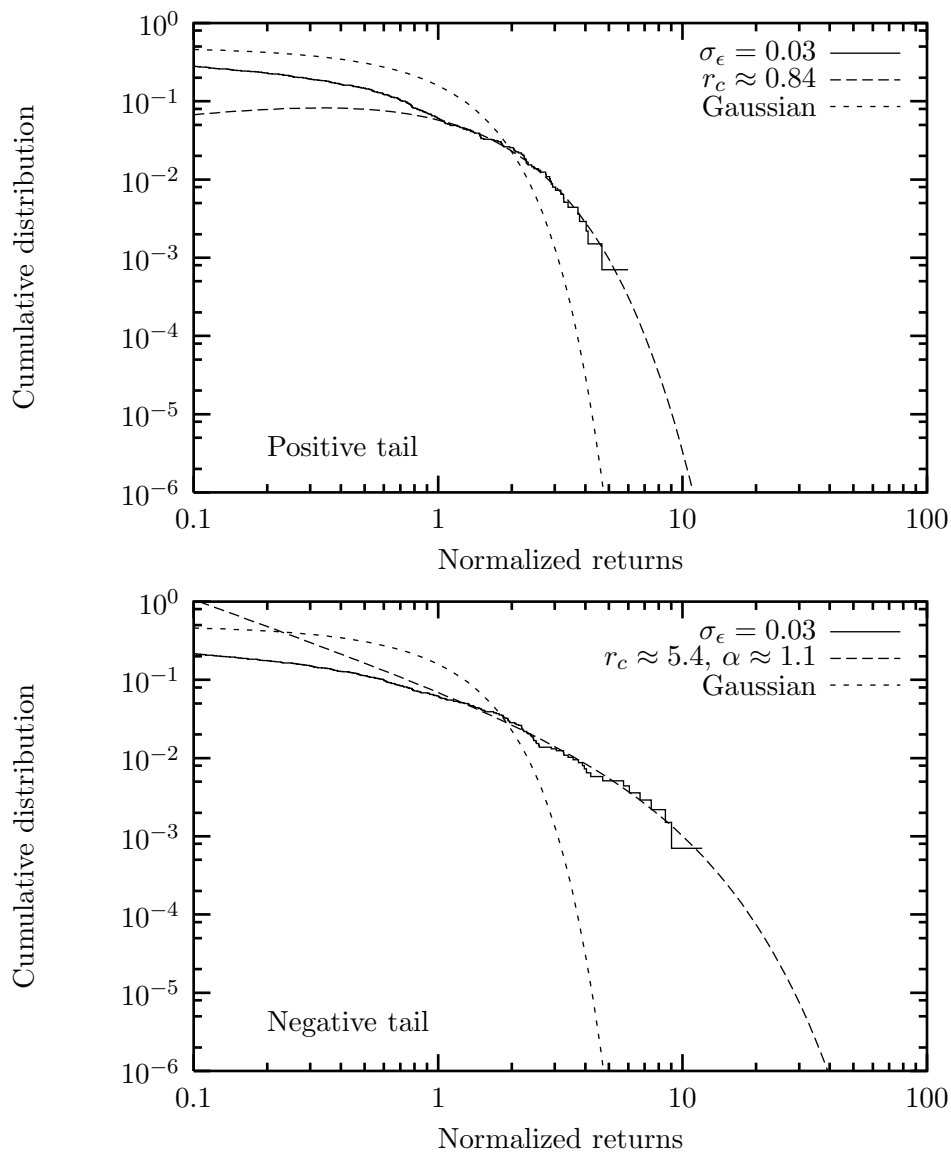 10^0
10^{-1}
10^{-2}
10^{-3}
10^{-4}
10^{-5}
10^{-6}
Cumulative distribution
σ_ϵ = 0.03
r_c ≈ 0.84
Gaussian
Positive tail
0.1 1 10 100
Normalized returns
10^0
10^{-1}
10^{-2}
10^{-3}
10^{-4}
10^{-5}
10^{-6}
Cumulative distribution
σ_ϵ = 0.03
r_c ≈ 5.4, α ≈ 1.1
Gaussian
Negative tail
0.1 1 10 100
Normalized returns